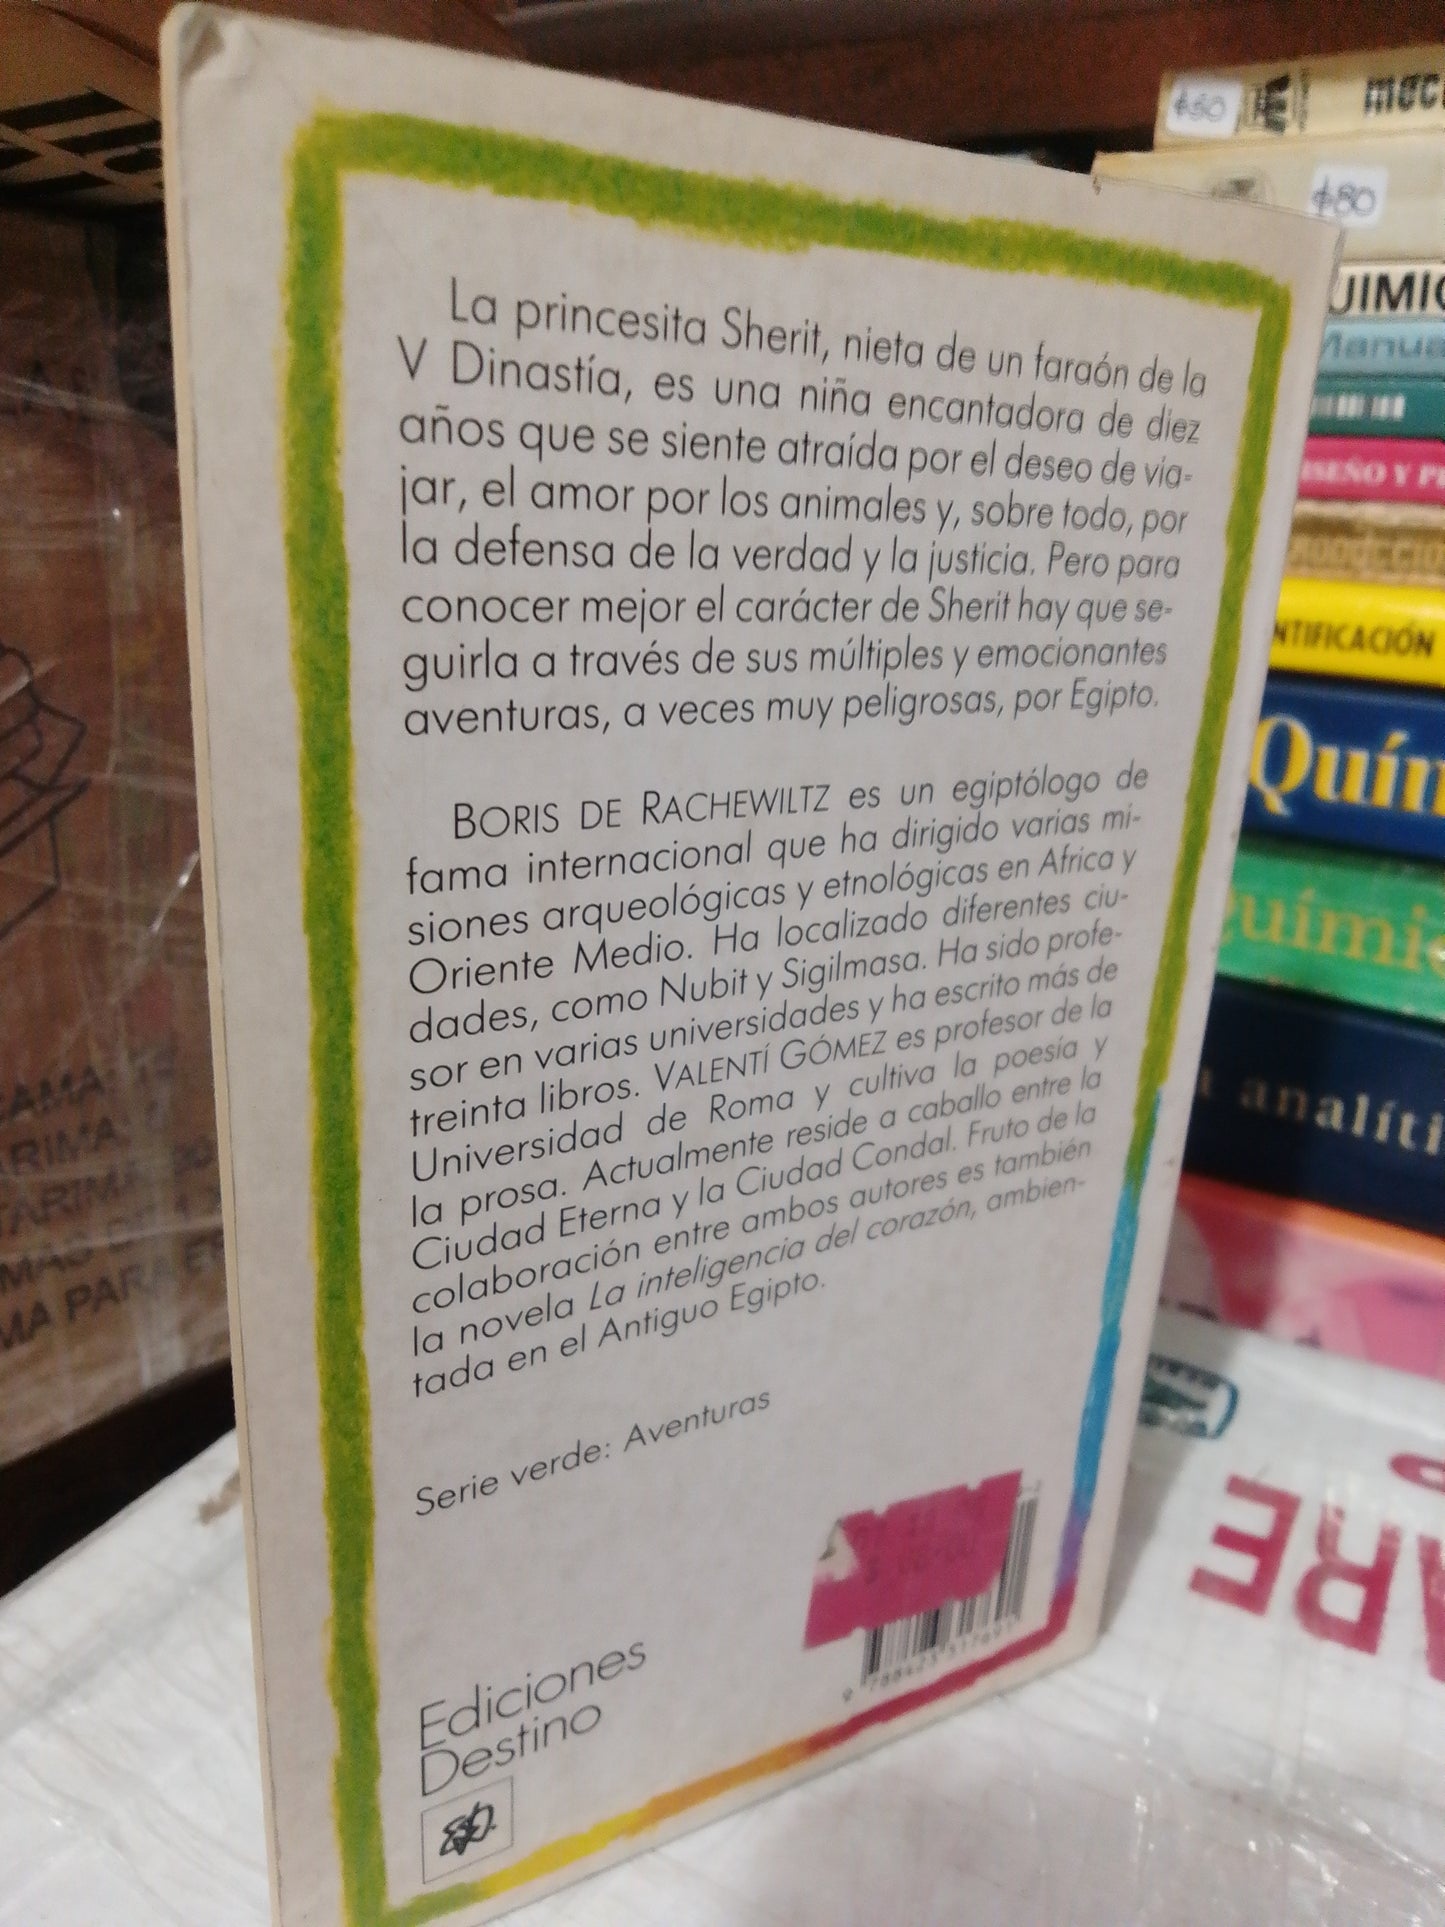 La princesita Sherit, nieta de un faraón de la
V Dinastía, es una niña encantadora de diez
años que se siente atraída por el deseo de via-
jar, el amor por los animales y, sobre todo, por
la defensa de la verdad y la justicia. Pero para
conocer mejor el carácter de Sherit hay que se-
guirla a través de sus múltiples y emocionantes
aventuras, a veces muy peligrosas, por Egipto.
BORIS DE RACHEWILTZ es un egiptólogo de
fama internacional que ha dirigido varias mi-
siones arqueológicas y etnológicas en Africa y
Oriente Medio. Ha localizado diferentes ciu-
dades, como Nubit y Sigilmasa. Ha sido profe-
sor en varias universidades y ha escrito más de
treinta libros. VALENTÍ GÓMEZ es profesor de la
Universidad de Roma y cultiva la poesía y
la prosa. Actualmente reside a caballo entre la
Ciudad Eterna y la Ciudad Condal. Fruto de la
colaboración entre ambos autores es también
la novela La inteligencia del corazón, ambien-
tada en el Antiguo Egipto.
Serie verde: Aventuras
Ediciones
Destino
$80
UIMIC
Manua
ISEÑO Y PR
NTIFICACIÓN
Quím
uímic
analíti
ARE
TARIMA
MA PARA